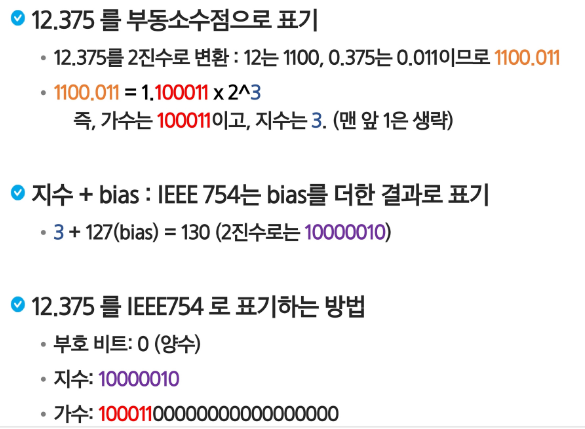 12.375 를 부동소수점으로 표기
• 12.375를 2진수로 변환 : 12는 1100, 0.375는 0.011이므로 1100.011
• 1100.011 = 1.100011 x 2^3
즉, 가수는 100011이고, 지수는 3. (맨 앞 1은 생략)
지수 + bias : IEEE 754는 bias를 더한 결과로 표기
• 3 + 127(bias) = 130 (2진수로는 10000010)
12.375 를 IEEE754 로 표기하는 방법
• 부호 비트: 0 (양수)
• 지수: 10000010
• 가수: 10001100000000000000000